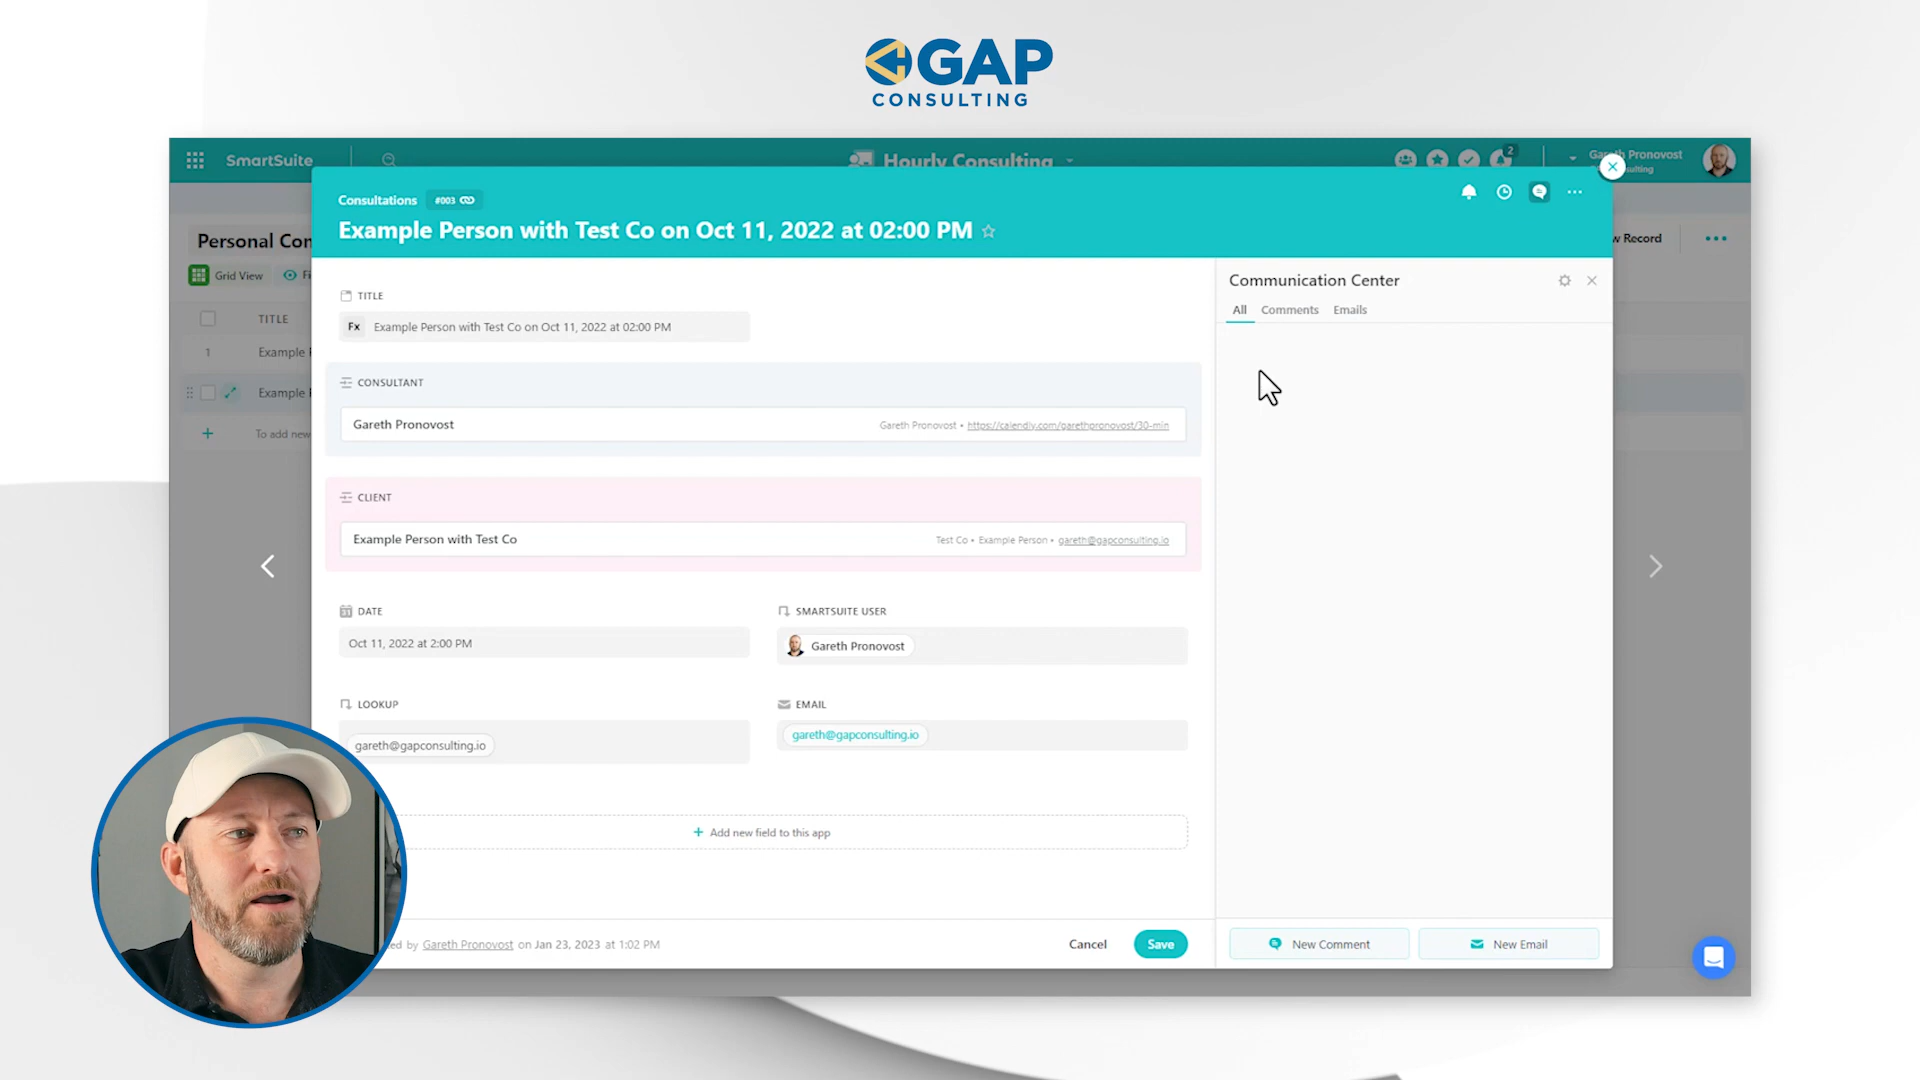 GAP
CONSULTING
SmartSuite
Hourly Consulting
2
Gareth Pronovost
Consultations
#003
Example Person with Test Co on Oct 11, 2022 at 02:00 PM
Personal Con
w Record
Grid View
Fi
TITLE
1
Example
Example
To add new
TITLE
Fx
Example Person with Test Co on Oct 11, 2022 at 02:00 PM
CONSULTANT
Gareth Pronovost
Gareth Pronovost • https://calendly.com/garethpronovost/30-min
CLIENT
Example Person with Test Co
Test Co • Example Person • gareth@gapconsulting.io
DATE
31
Oct 11, 2022 at 2:00 PM
SMARTSUITE USER
Gareth Pronovost
LOOKUP
gareth@gapconsulting.io
EMAIL
gareth@gapconsulting.io
+ Add new field to this app
ed by Gareth Pronovost on Jan 23, 2023 at 1:02 PM
Cancel
Save
Communication Center
All Comments Emails
New Comment
New Email